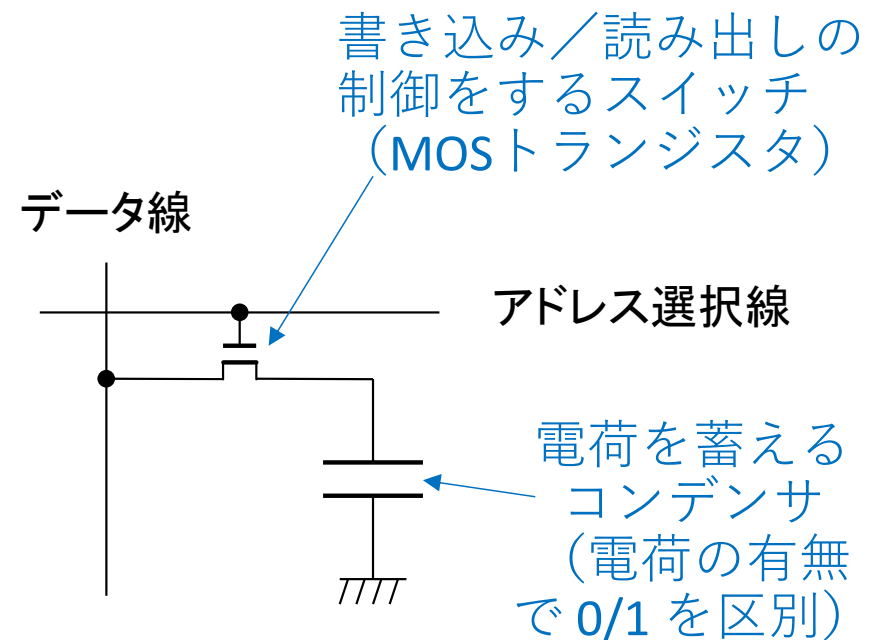 書き込み／読み出しの
制御をするスイッチ
（MOSトランジスタ）
データ線
アドレス選択線
電荷を蓄える
コンデンサ
（電荷の有無
で 0/1 を区別）